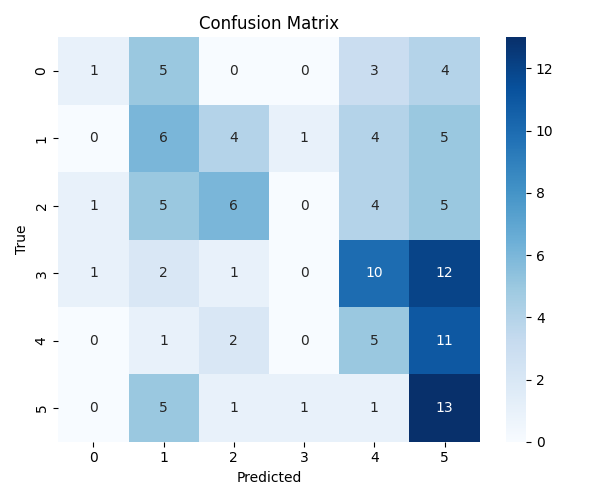 Confusion Matrix
0 1 5 0 0 3 4
1 0 6 4 1 4 5
2 1 5 6 0 4 5
3 1 2 1 0 10 12
4 0 1 2 0 5 11
5 0 5 1 1 1 13
0 1 2 3 4 5
Predicted
True
12
10
8
6
4
2
0